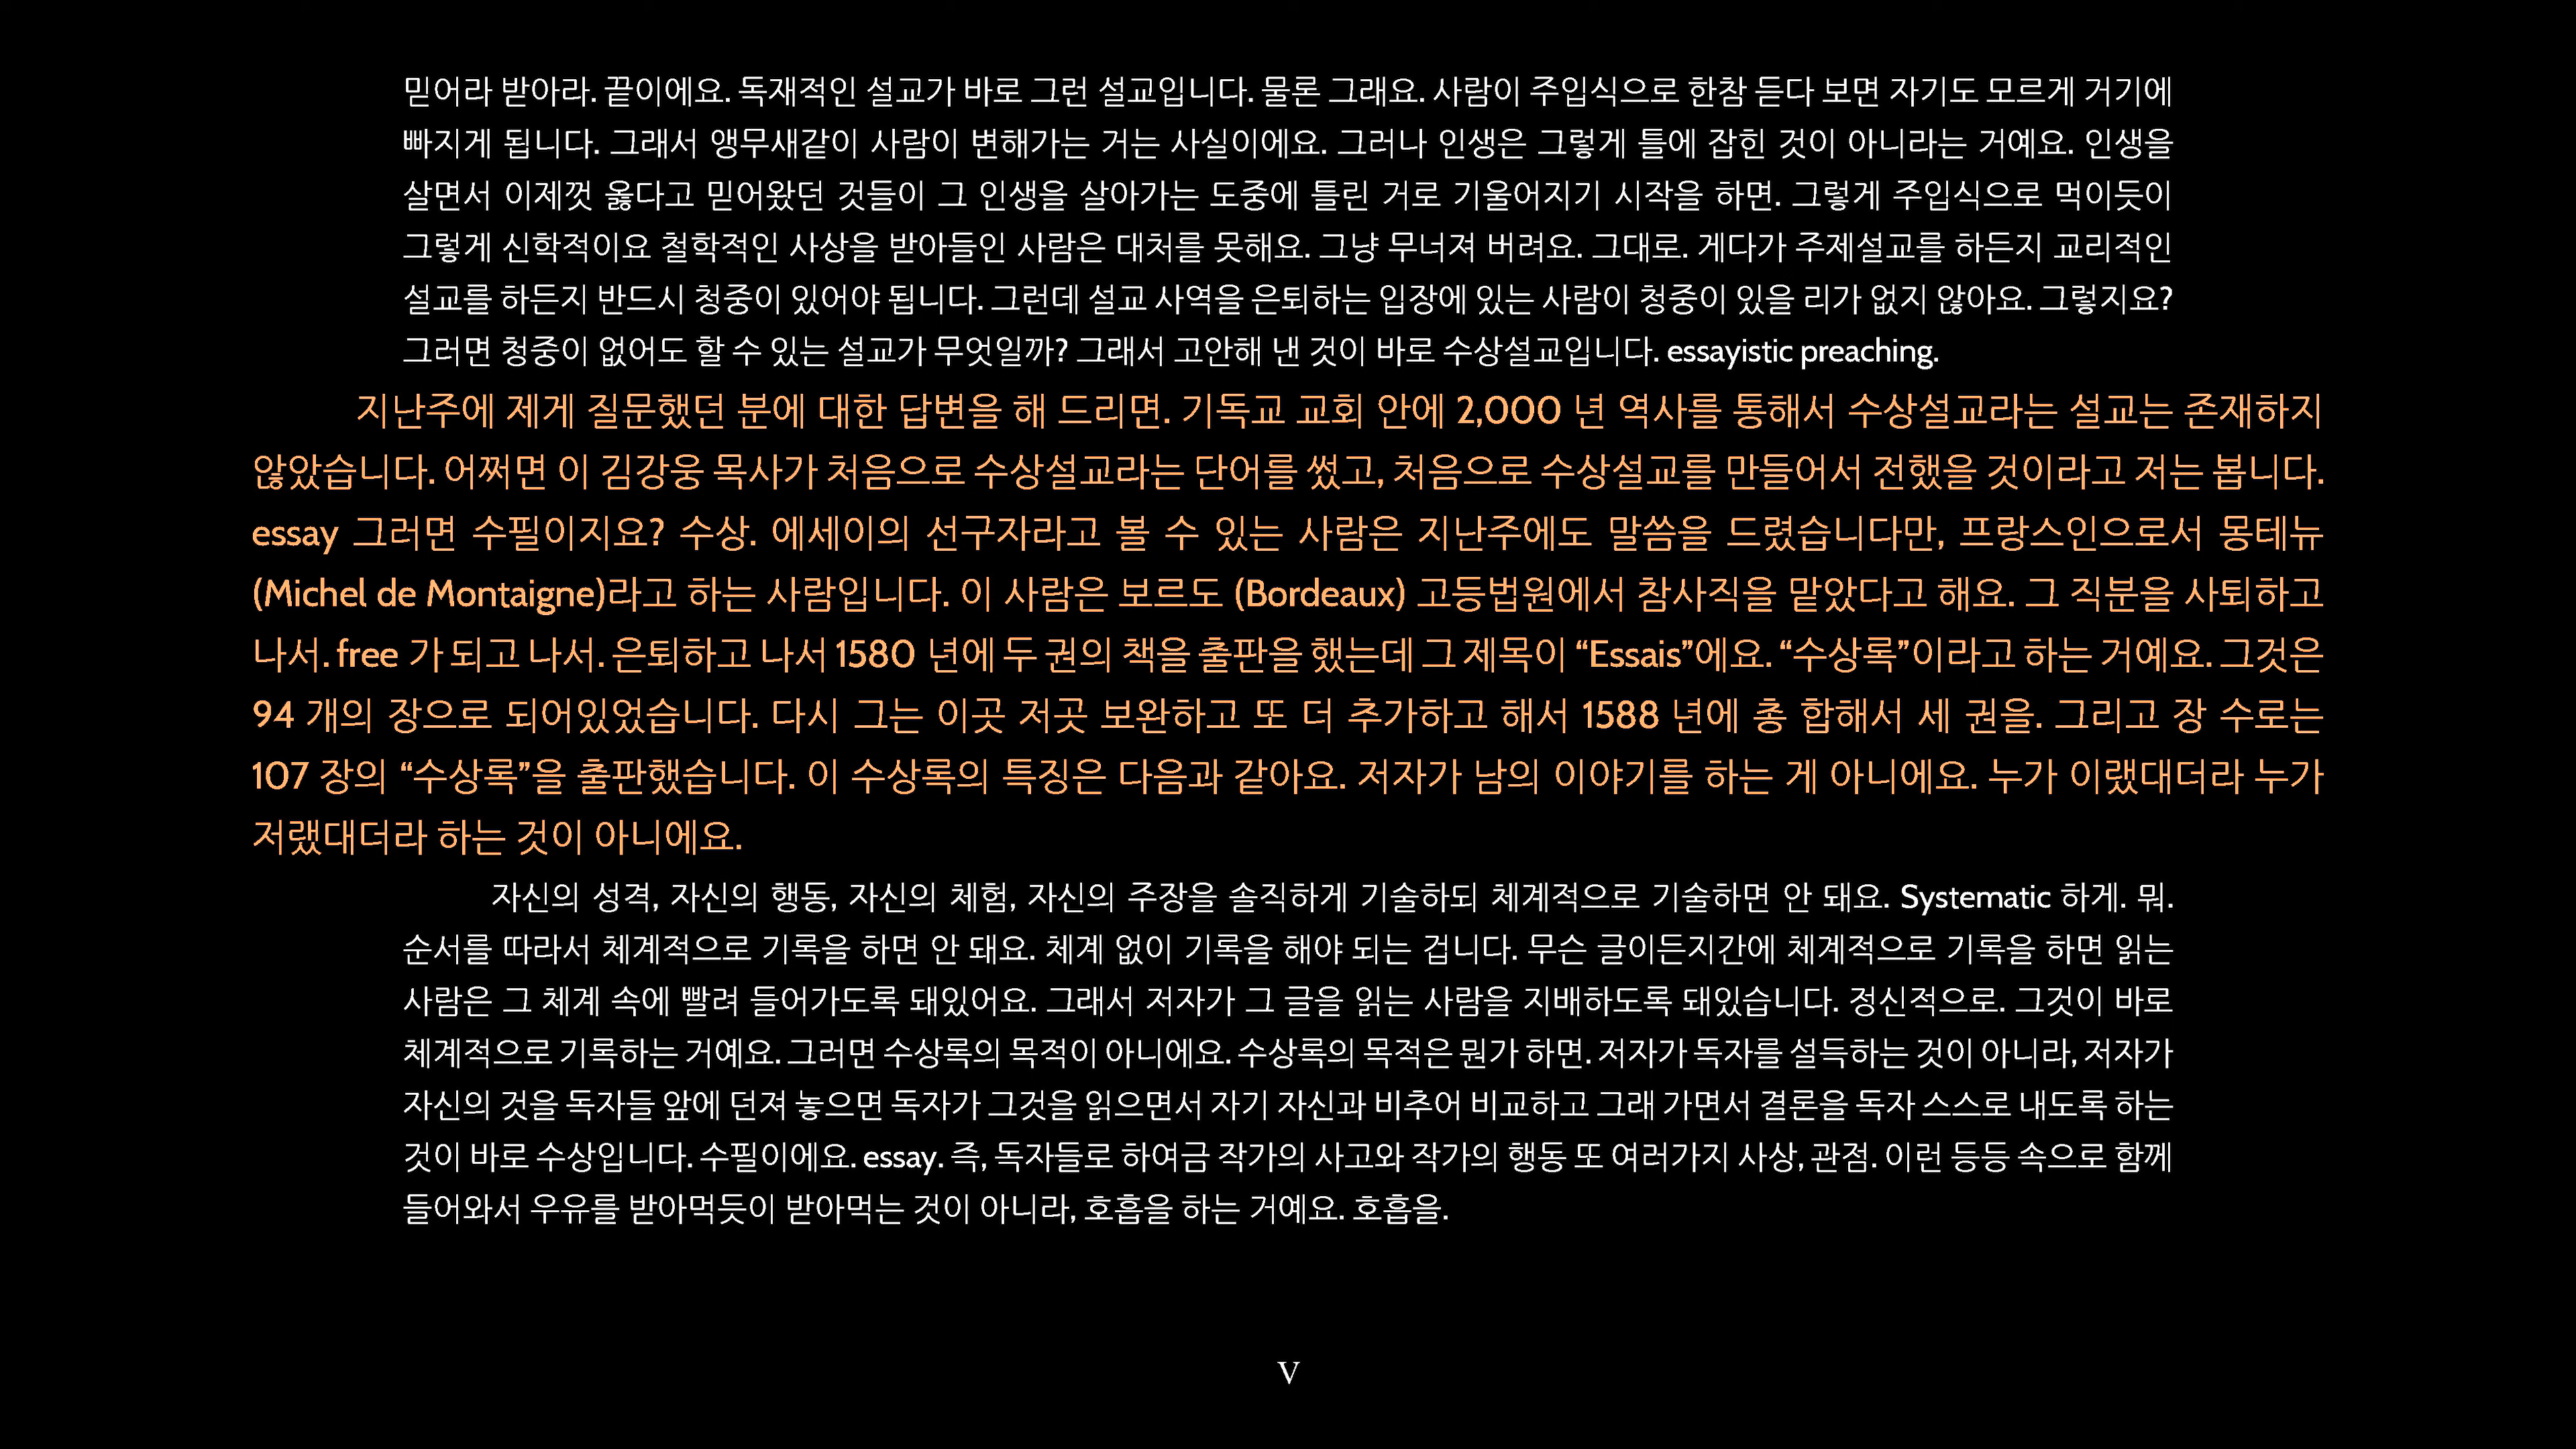 믿어라 받아라. 끝이에요. 독재적인 설교가 바로 그런 설교입니다. 물론 그래요. 사람이 주입식으로 한참 듣다 보면 자기도 모르게 거기에
빠지게 됩니다. 그래서 앵무새같이 사람이 변해가는 거는 사실이에요. 그러나 인생은 그렇게 틀에 잡힌 것이 아니라는 거예요. 인생을
살면서 이제껏 옳다고 믿어왔던 것들이 그 인생을 살아가는 도중에 틀린 거로 기울어지기 시작을 하면. 그렇게 주입식으로 먹이듯이
그렇게 신학적이요 철학적인 사상을 받아들인 사람은 대처를 못해요. 그냥 무너져 버려요. 그대로. 게다가 주제설교를 하든지 교리적인
설교를 하든지 반드시 청중이 있어야 됩니다. 그런데 설교 사역을 은퇴하는 입장에 있는 사람이 청중이 있을 리가 없지 않아요. 그렇지요?
그러면 청중이 없어도 할 수 있는 설교가 무엇일까? 그래서 고안해 낸 것이 바로 수상설교입니다. essayistic preaching.
지난주에 제게 질문했던 분에 대한 답변을 해 드리면. 기독교 교회 안에 2,000 년 역사를 통해서 수상설교라는 설교는 존재하지
않았습니다. 어쩌면 이 김강웅 목사가 처음으로 수상설교라는 단어를 썼고, 처음으로 수상설교를 만들어서 전했을 것이라고 저는 봅니다.
essay 그러면 수필이지요? 수상. 에세이의 선구자라고 볼 수 있는 사람은 지난주에도 말씀을 드렸습니다만, 프랑스인으로서 몽테뉴
(Michel de Montaigne)라고 하는 사람입니다. 이 사람은 보르도 (Bordeaux) 고등법원에서 참사직을 맡았다고 해요. 그 직분을 사퇴하고
나서. free 가 되고 나서. 은퇴하고 나서 1580 년에 두 권의 책을 출판을 했는데 그 제목이 “Essais”에요. “수상록”이라고 하는 거예요. 그것은
94 개의 장으로 되어있었습니다. 다시 그는 이곳 저곳 보완하고 또 더 추가하고 해서 1588 년에 총 합해서 세 권을. 그리고 장 수로는
107 장의 “수상록”을 출판했습니다. 이 수상록의 특징은 다음과 같아요. 저자가 남의 이야기를 하는 게 아니에요. 누가 이랬대더라 누가
저랬대더라 하는 것이 아니에요.
자신의 성격, 자신의 행동, 자신의 체험, 자신의 주장을 솔직하게 기술하되 체계적으로 기술하면 안 돼요. Systematic 하게. 뭐.
순서를 따라서 체계적으로 기록을 하면 안 돼요. 체계 없이 기록을 해야 되는 겁니다. 무슨 글이든지간에 체계적으로 기록을 하면 읽는
사람은 그 체계 속에 빨려 들어가도록 돼있어요. 그래서 저자가 그 글을 읽는 사람을 지배하도록 돼있습니다. 정신적으로. 그것이 바로
체계적으로 기록하는 거예요. 그러면 수상록의 목적이 아니에요. 수상록의 목적은 뭔가 하면. 저자가 독자를 설득하는 것이 아니라, 저자가
자신의 것을 독자들 앞에 던져 놓으면 독자가 그것을 읽으면서 자기 자신과 비추어 비교하고 그래 가면서 결론을 독자 스스로 내도록 하는
것이 바로 수상입니다. 수필이에요. essay. 즉, 독자들로 하여금 작가의 사고와 작가의 행동 또 여러가지 사상, 관점. 이런 등등 속으로 함께
들어와서 우유를 받아먹듯이 받아먹는 것이 아니라, 호흡을 하는 거예요. 호흡을.
V